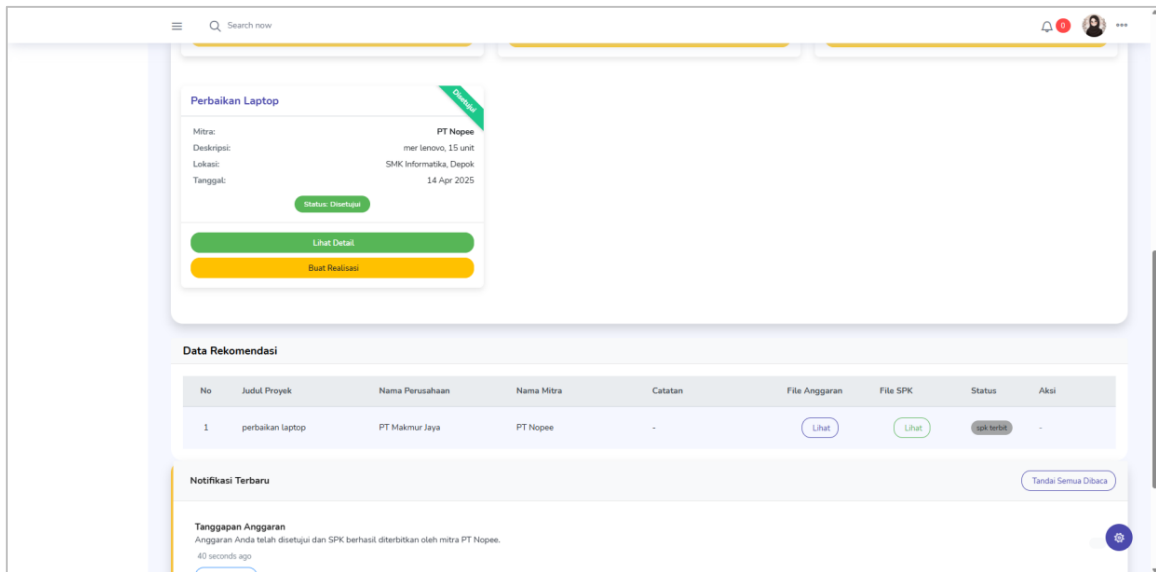 Search now
0
Perbaikan Laptop
Disetujui
Mitra: PT Nopee
Deskripsi: mer lenovo, 15 unit
Lokasi: SMK Informatika, Depok
Tanggal: 14 Apr 2025
Status: Disetujui
Lihat Detail
Buat Realisasi
Data Rekomendasi
No Judul Proyek Nama Perusahaan Nama Mitra Catatan File Anggaran File SPK Status Aksi
1 perbaikan laptop PT Makmur Jaya PT Nopee - Lihat Lihat spk terbit -
Notifikasi Terbaru Tandai Semua Dibaca
Tanggapan Anggaran
Anggaran Anda telah disetujui dan SPK berhasil diterbitkan oleh mitra PT Nopee.
40 seconds ago